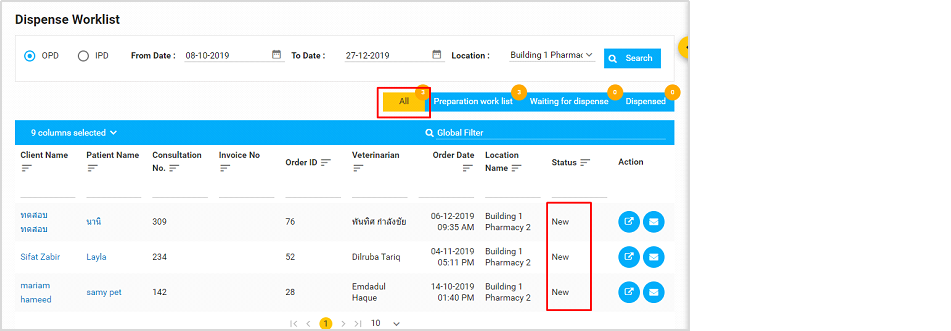 Dispense Worklist
OPD IPD From Date : 08-10-2019 To Date : 27-12-2019 Location : Building 1 Pharmac Search
All 3 Preparation work list 3 Waiting for dispense 0 Dispensed 0
9 columns selected Global Filter
Client Name Patient Name Consultation No. Invoice No Order ID Veterinarian Order Date Location Name Status Action
ทดสอบ ทดสอบ นานิ 309 76 พันทิศ กำลังขัย 06-12-2019 09:35 AM Building 1 Pharmacy 2 New
Sifat Zabir Layla 234 52 Dilruba Tariq 04-11-2019 05:11 PM Building 1 Pharmacy 2 New
mariam hameed samy pet 142 28 Emdadul Haque 14-10-2019 01:40 PM Building 1 Pharmacy 2 New
1 10